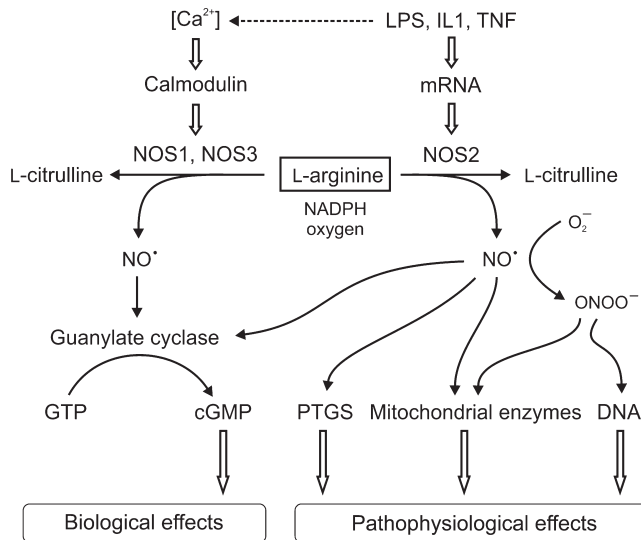 [Ca²⁺]
LPS, IL1, TNF
Calmodulin
mRNA
NOS1, NOS3
NOS2
L-citrulline
L-arginine
L-citrulline
NADPH
oxygen
O₂⁻
NO•
NO•
ONOO⁻
Guanylate cyclase
GTP
cGMP
PTGS
Mitochondrial enzymes
DNA
Biological effects
Pathophysiological effects